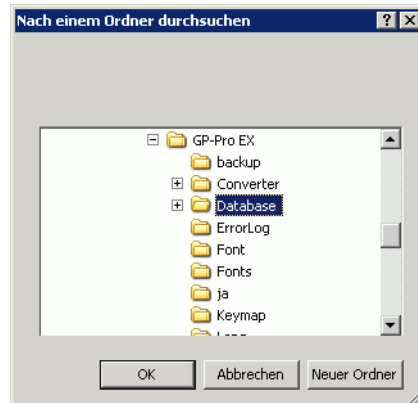 Nach einem Ordner durchsuchen
GP-Pro EX
backup
Converter
Database
ErrorLog
Font
Fonts
ja
Keymap
OK Abbrechen Neuer Ordner